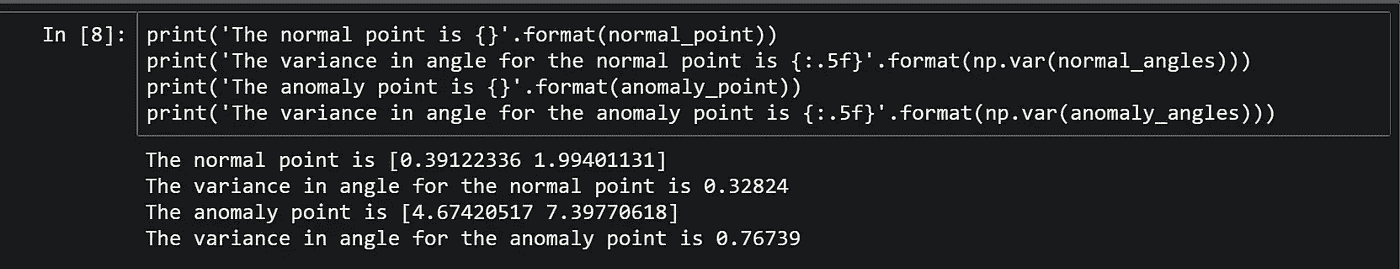 In [8]: print('The normal point is {}'.format(normal_point))
print('The variance in angle for the normal point is {:.5f}'.format(np.var(normal_angles)))
print('The anomaly point is {}'.format(anomaly_point))
print('The variance in angle for the anomaly point is {:.5f}'.format(np.var(anomaly_angles)))
The normal point is [0.39122336 1.99401131]
The variance in angle for the normal point is 0.32824
The anomaly point is [4.67420517 7.39770618]
The variance in angle for the anomaly point is 0.76739